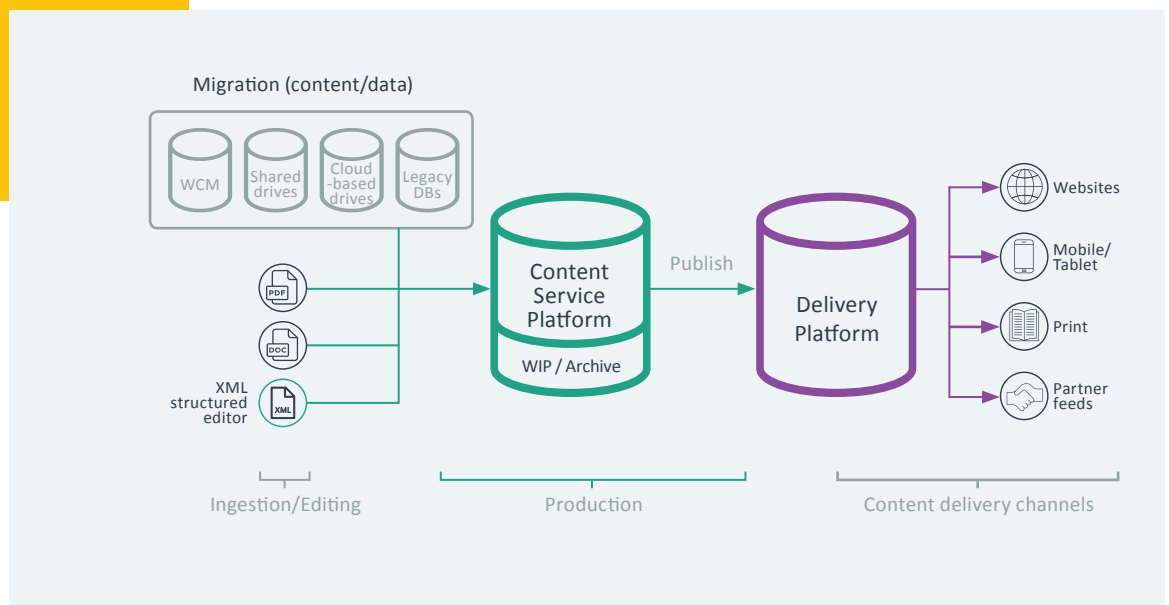 Migration (content/data)
WCM
Shared
drives
Cloud
-based
drives
Legacy
DBs
PDF
DOC
XML
structured
editor
XML
Content
Service
Platform
WIP / Archive
Publish
Delivery
Platform
Websites
Mobile/
Tablet
Print
Partner
feeds
Ingestion/Editing
Production
Content delivery channels